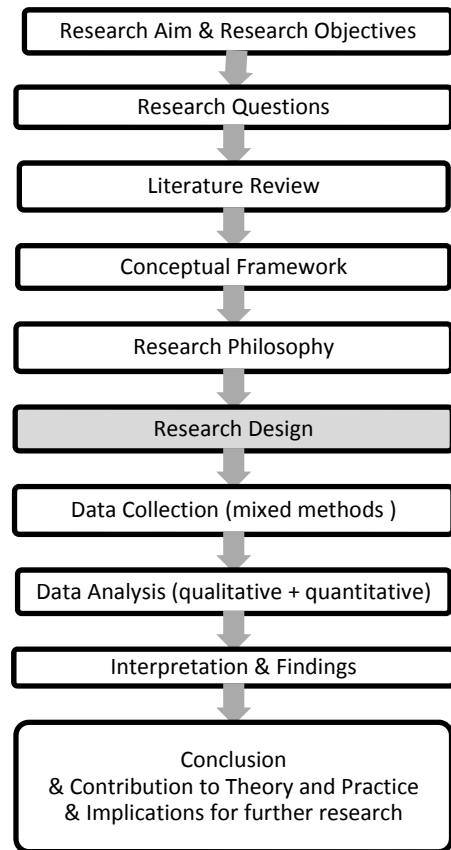 Research Aim & Research Objectives
Research Questions
Literature Review
Conceptual Framework
Research Philosophy
Research Design
Data Collection (mixed methods )
Data Analysis (qualitative + quantitative)
Interpretation & Findings
Conclusion
& Contribution to Theory and Practice
& Implications for further research